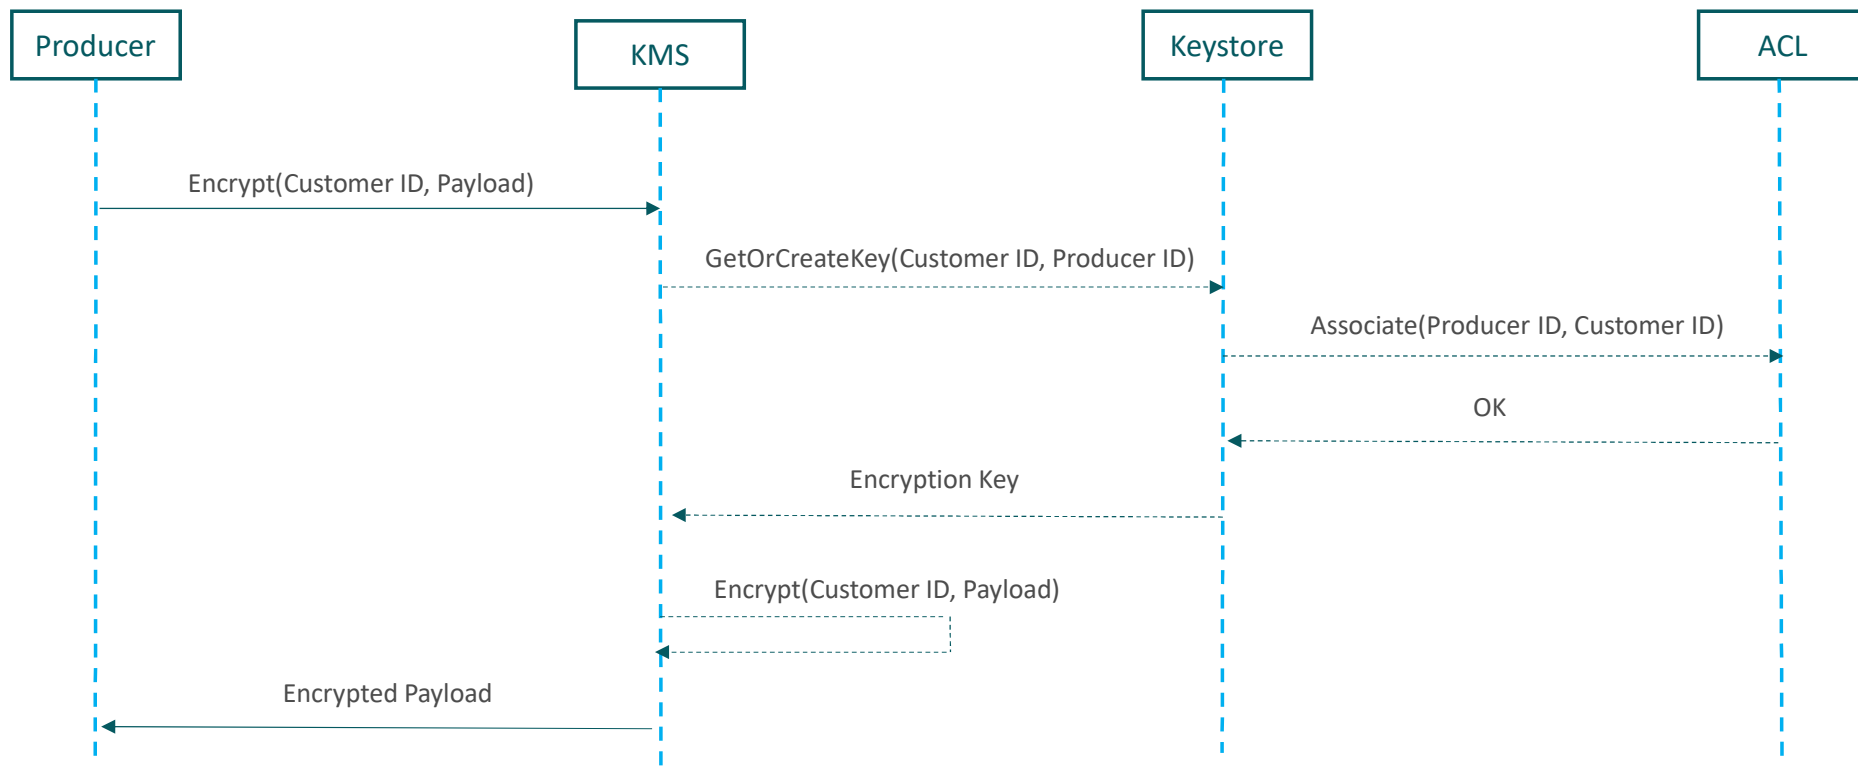 Producer
KMS
Keystore
ACL
Encrypt(Customer ID, Payload)
GetOrCreateKey(Customer ID, Producer ID)
Associate(Producer ID, Customer ID)
OK
Encryption Key
Encrypt(Customer ID, Payload)
Encrypted Payload